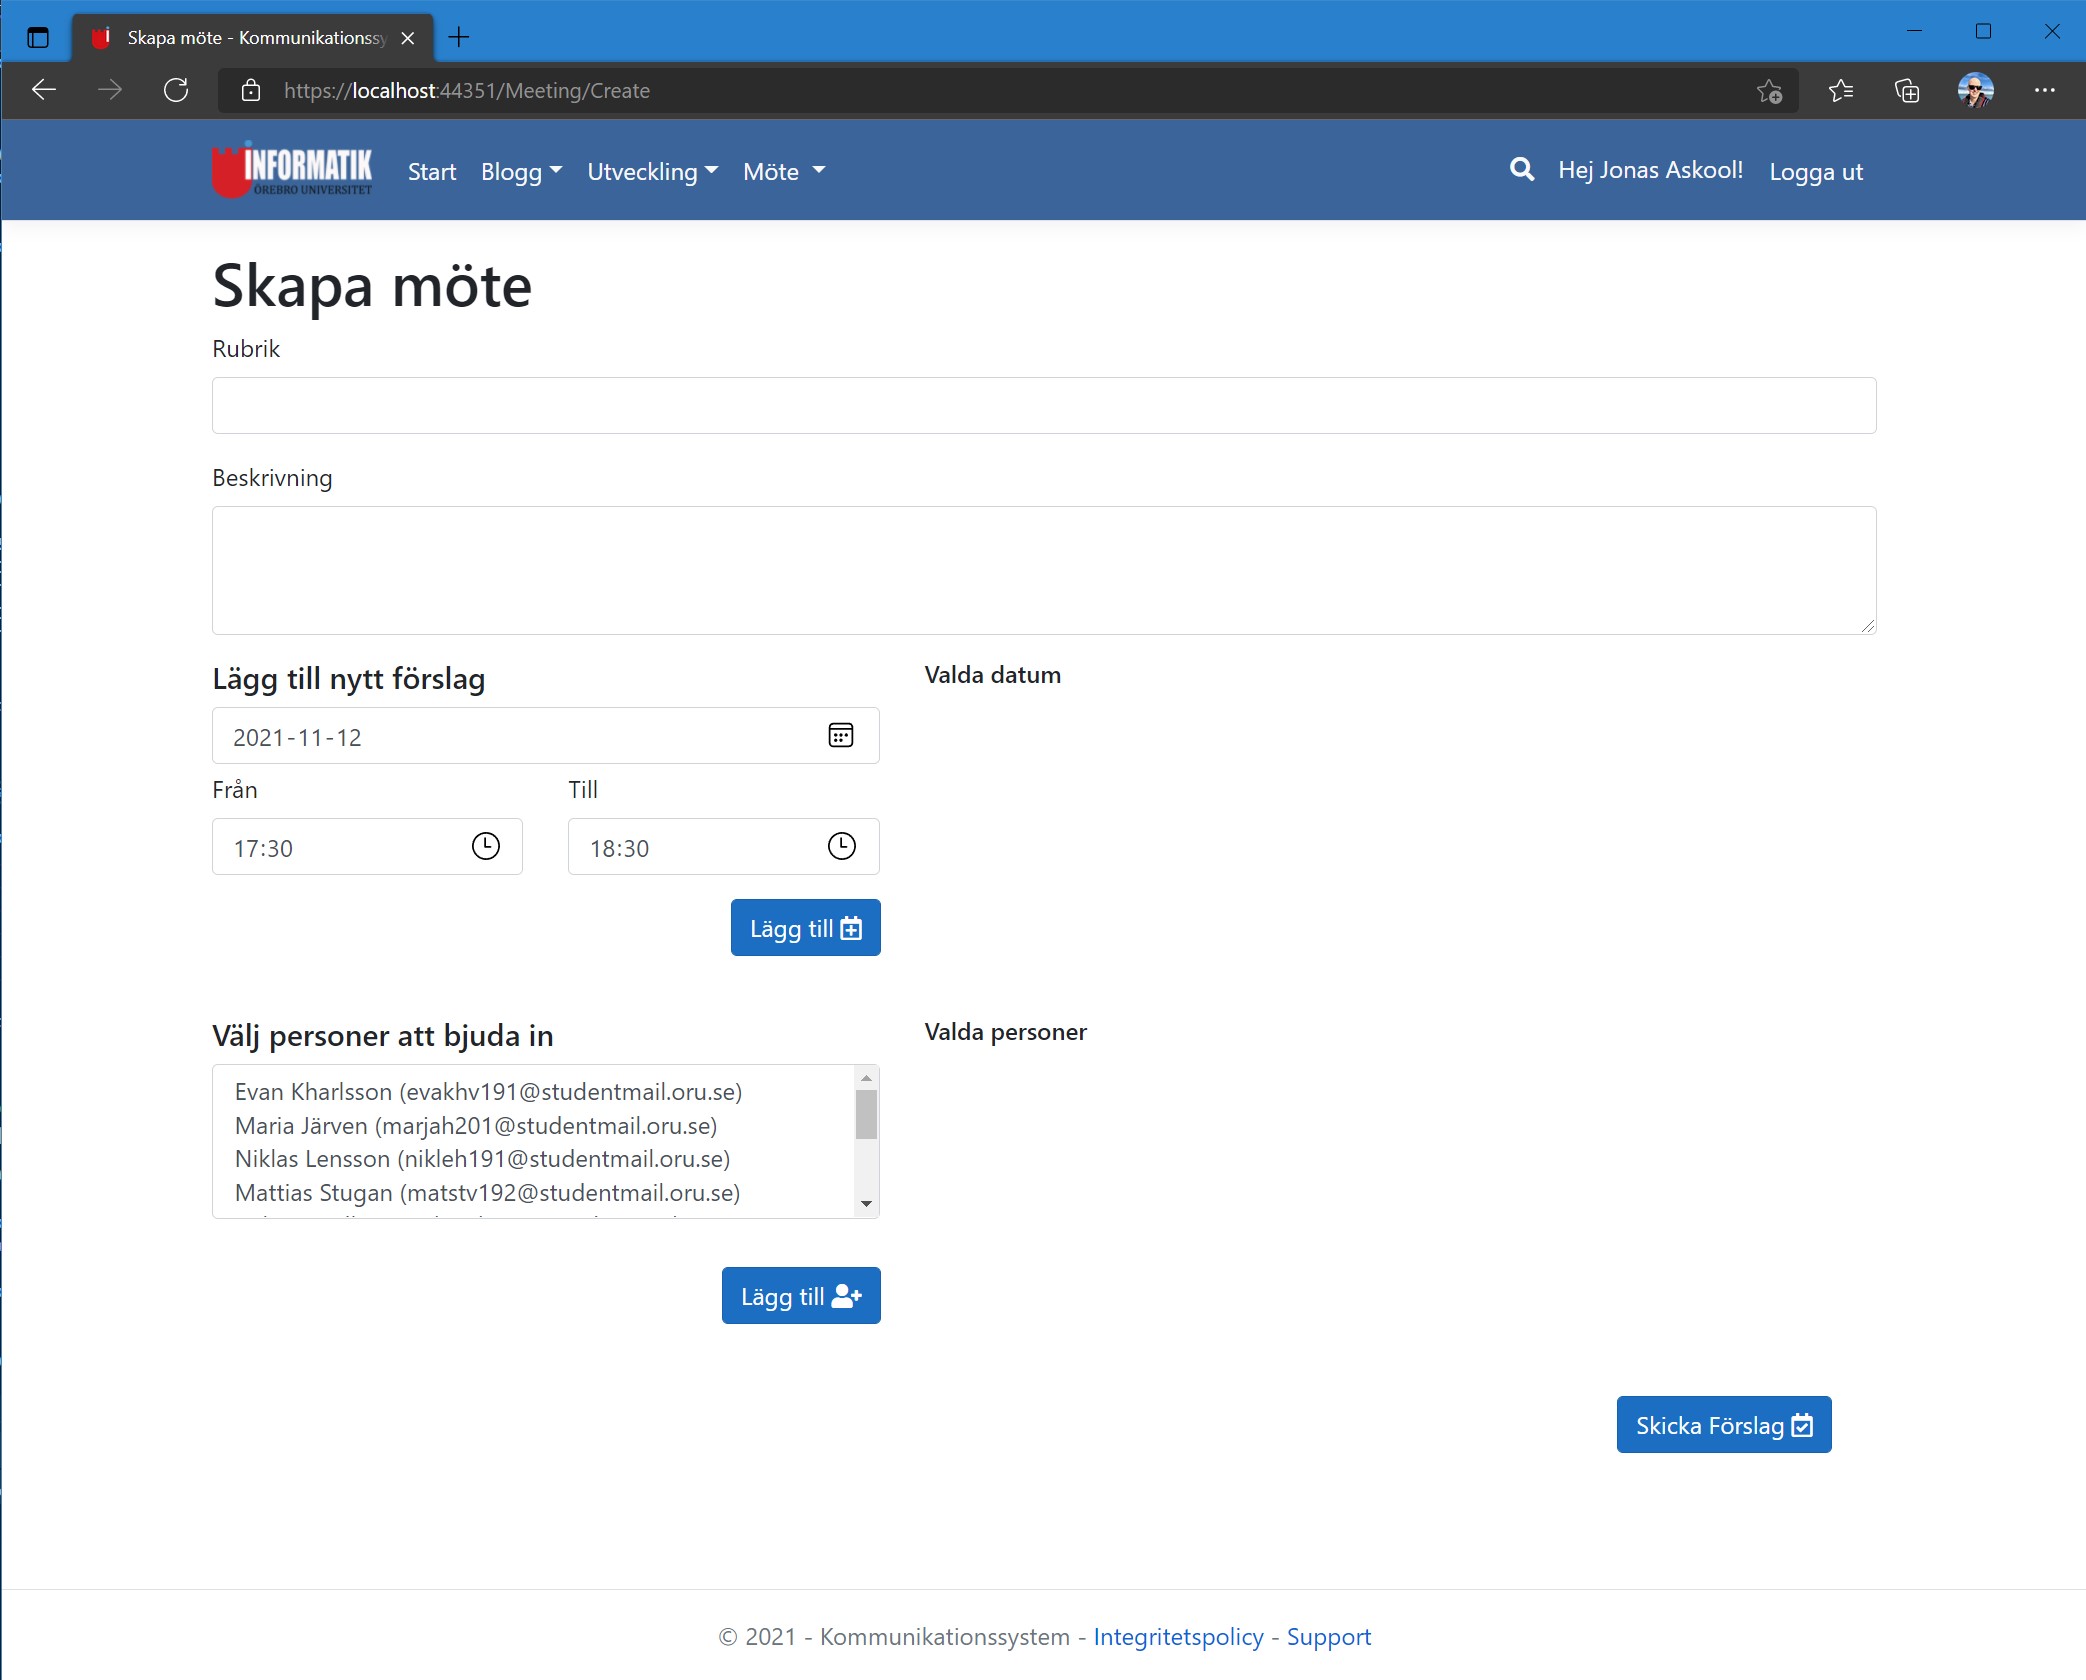 Skapa möte - Kommunikationssy
https://localhost:44351/Meeting/Create
INFORMATIK
ÖREBRO UNIVERSITET
Start Blogg Utveckling Möte Hej Jonas Askool! Logga ut
Skapa möte
Rubrik
Beskrivning
Lägg till nytt förslag
2021-11-12
Från Till
17:30 18:30
Lägg till
Valda datum
Välj personer att bjuda in
Evan Kharlsson (evakhv191@studentmail.oru.se)
Maria Järven (marjah201@studentmail.oru.se)
Niklas Lensson (nikleh191@studentmail.oru.se)
Mattias Stugan (matstv192@studentmail.oru.se)
Lägg till
Valda personer
Skicka Förslag
© 2021 - Kommunikationssystem - Integritetspolicy - Support